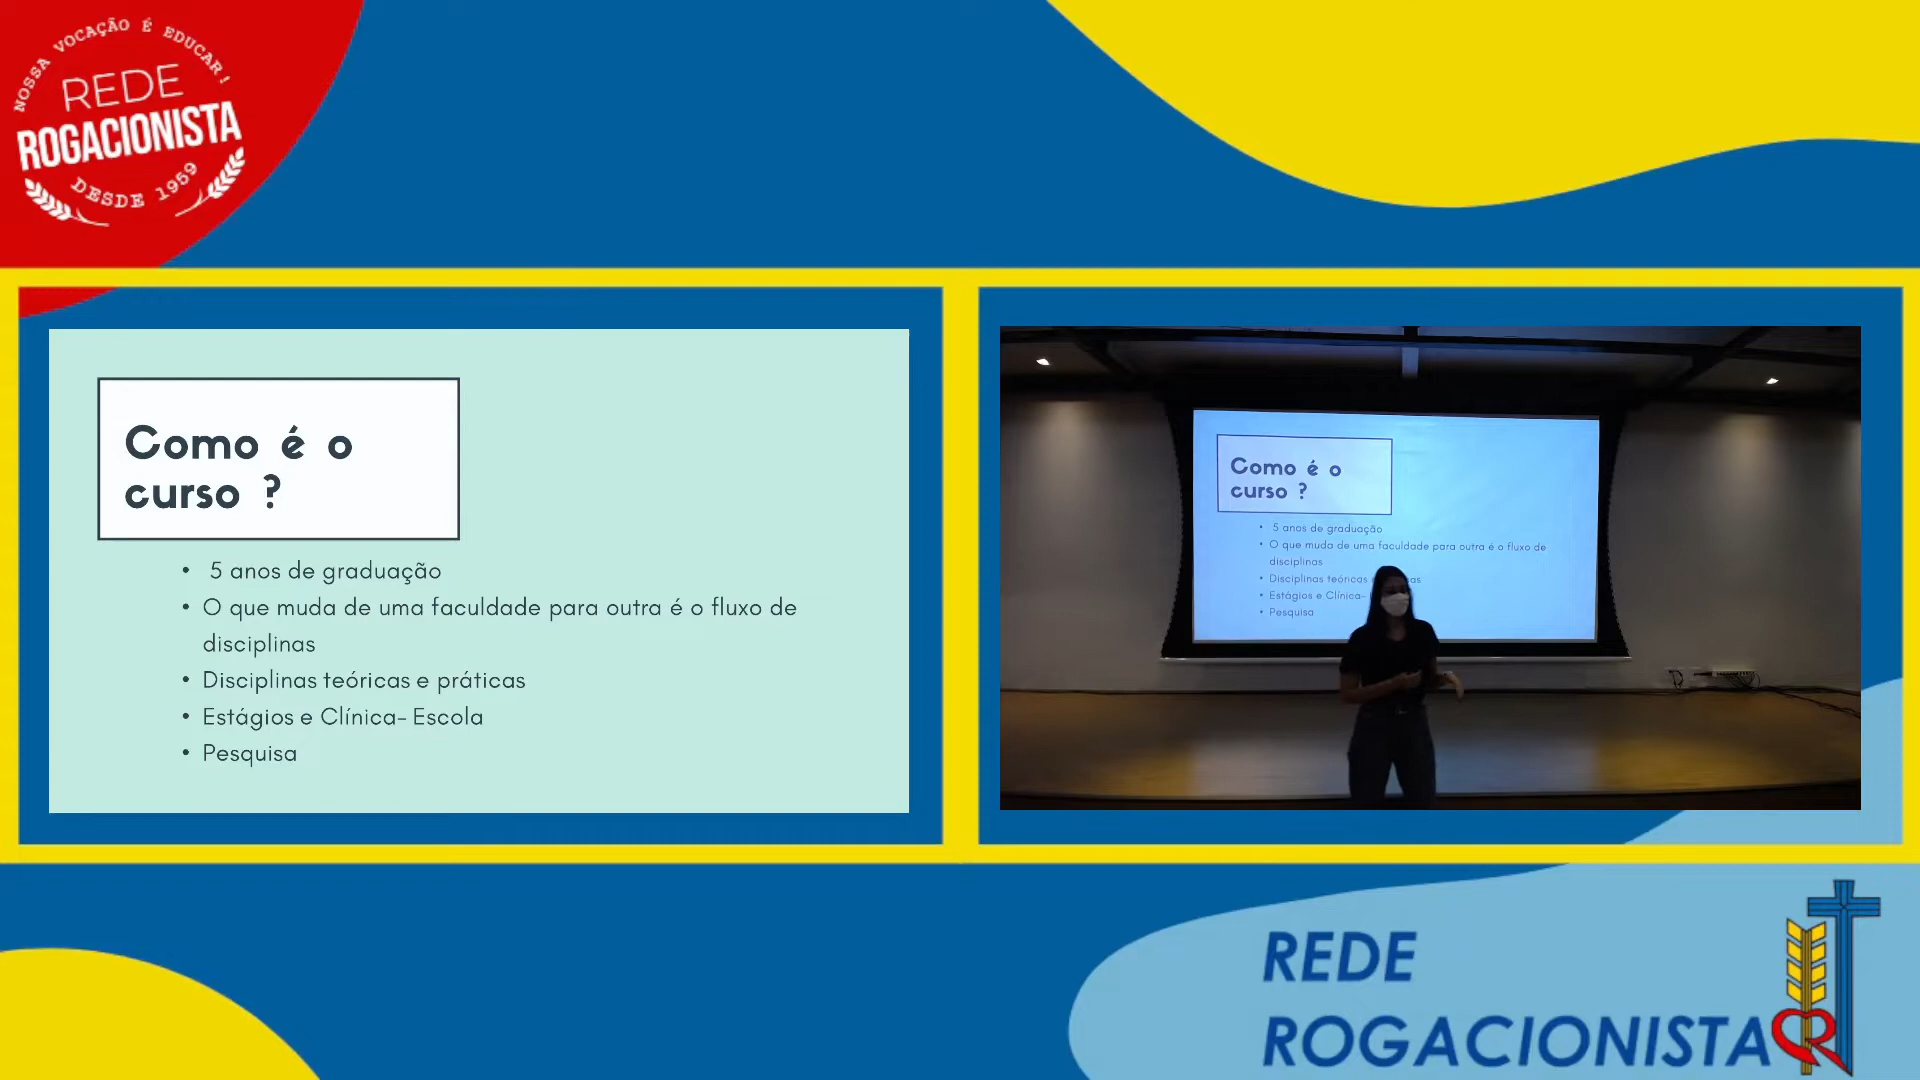 NOSSA VOCAÇÃO É EDUCAR!
REDE
ROGACIONISTA
DESDE 1959
Como é o
curso ?
• 5 anos de graduação
• O que muda de uma faculdade para outra é o fluxo de
disciplinas
• Disciplinas teóricas e práticas
• Estágios e Clínica- Escola
• Pesquisa
Como é o
curso ?
• 5 anos de graduação
• O que muda de uma faculdade para outra é o fluxo de
disciplinas
• Disciplinas teóricas
• Estágios e Clínica-
• Pesquisa
REDE
ROGACIONISTA